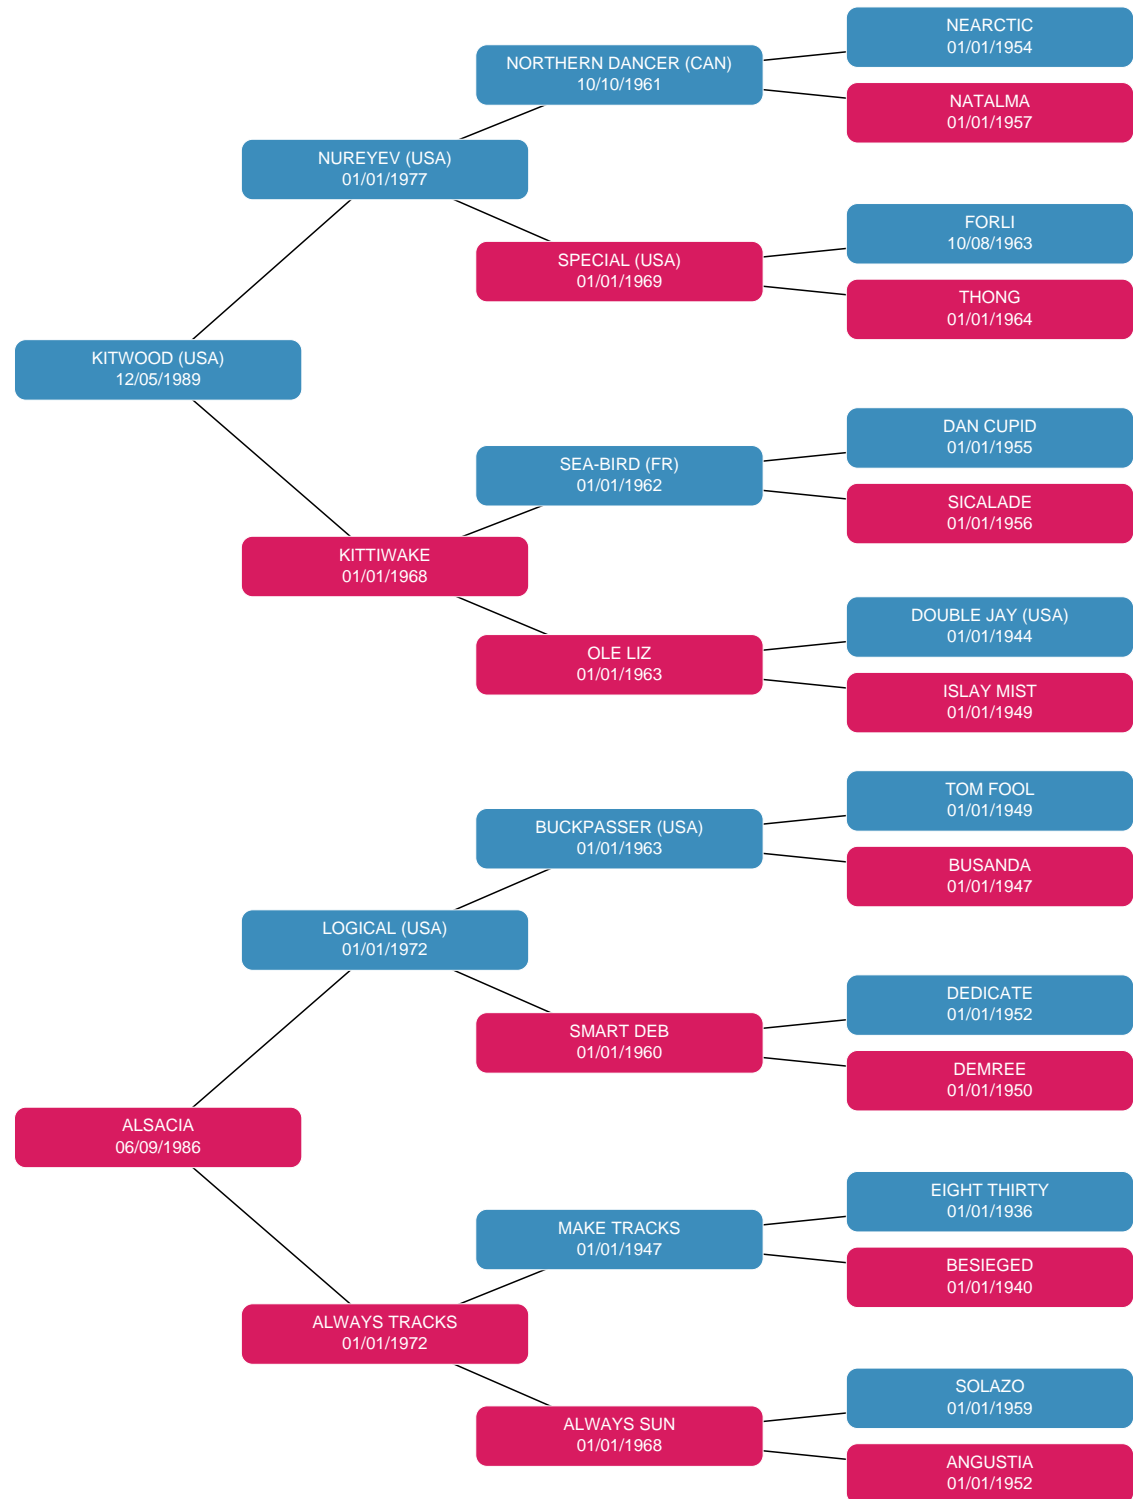 NEARCTIC
01/01/1954
NORTHERN DANCER (CAN)
10/10/1961
NATALMA
01/01/1957
NUREYEV (USA)
01/01/1977
FORLI
10/08/1963
SPECIAL (USA)
01/01/1969
THONG
01/01/1964
KITWOOD (USA)
12/05/1989
DAN CUPID
01/01/1955
SEA-BIRD (FR)
01/01/1962
SICALADE
01/01/1956
KITTIWAKE
01/01/1968
DOUBLE JAY (USA)
01/01/1944
OLE LIZ
01/01/1963
ISLAY MIST
01/01/1949
TOM FOOL
01/01/1949
BUCKPASSER (USA)
01/01/1963
BUSANDA
01/01/1947
LOGICAL (USA)
01/01/1972
DEDICATE
01/01/1952
SMART DEB
01/01/1960
DEMREE
01/01/1950
ALSACIA
06/09/1986
EIGHT THIRTY
01/01/1936
MAKE TRACKS
01/01/1947
BESIEGED
01/01/1940
ALWAYS TRACKS
01/01/1972
SOLAZO
01/01/1959
ALWAYS SUN
01/01/1968
ANGUSTIA
01/01/1952